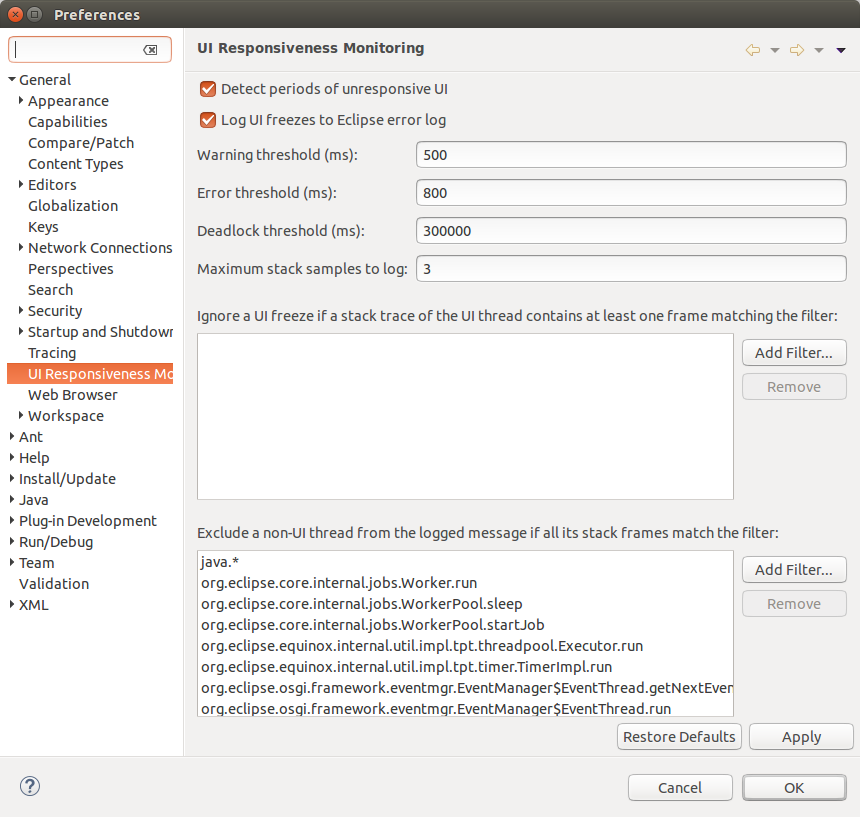 Preferences
General
Appearance
Capabilities
Compare/Patch
Content Types
Editors
Globalization
Keys
Network Connections
Perspectives
Search
Security
Startup and Shutdown
Tracing
UI Responsiveness Mo
Web Browser
Workspace
Ant
Help
Install/Update
Java
Plug-in Development
Run/Debug
Team
Validation
XML
UI Responsiveness Monitoring
Detect periods of unresponsive UI
Log UI freezes to Eclipse error log
Warning threshold (ms): 500
Error threshold (ms): 800
Deadlock threshold (ms): 300000
Maximum stack samples to log: 3
Ignore a UI freeze if a stack trace of the UI thread contains at least one frame matching the filter:
Add Filter...
Remove
Exclude a non-UI thread from the logged message if all its stack frames match the filter:
java.*
org.eclipse.core.internal.jobs.Worker.run
org.eclipse.core.internal.jobs.WorkerPool.sleep
org.eclipse.core.internal.jobs.WorkerPool.startJob
org.eclipse.equinox.internal.util.impl.tpt.threadpool.Executor.run
org.eclipse.equinox.internal.util.impl.tpt.timer.TimerImpl.run
org.eclipse.osgi.framework.eventmgr.EventManager$EventThread.getNextEven
org.eclipse.osgi.framework.eventmgr.EventManager$EventThread.run
Add Filter...
Remove
Restore Defaults Apply
? Cancel OK